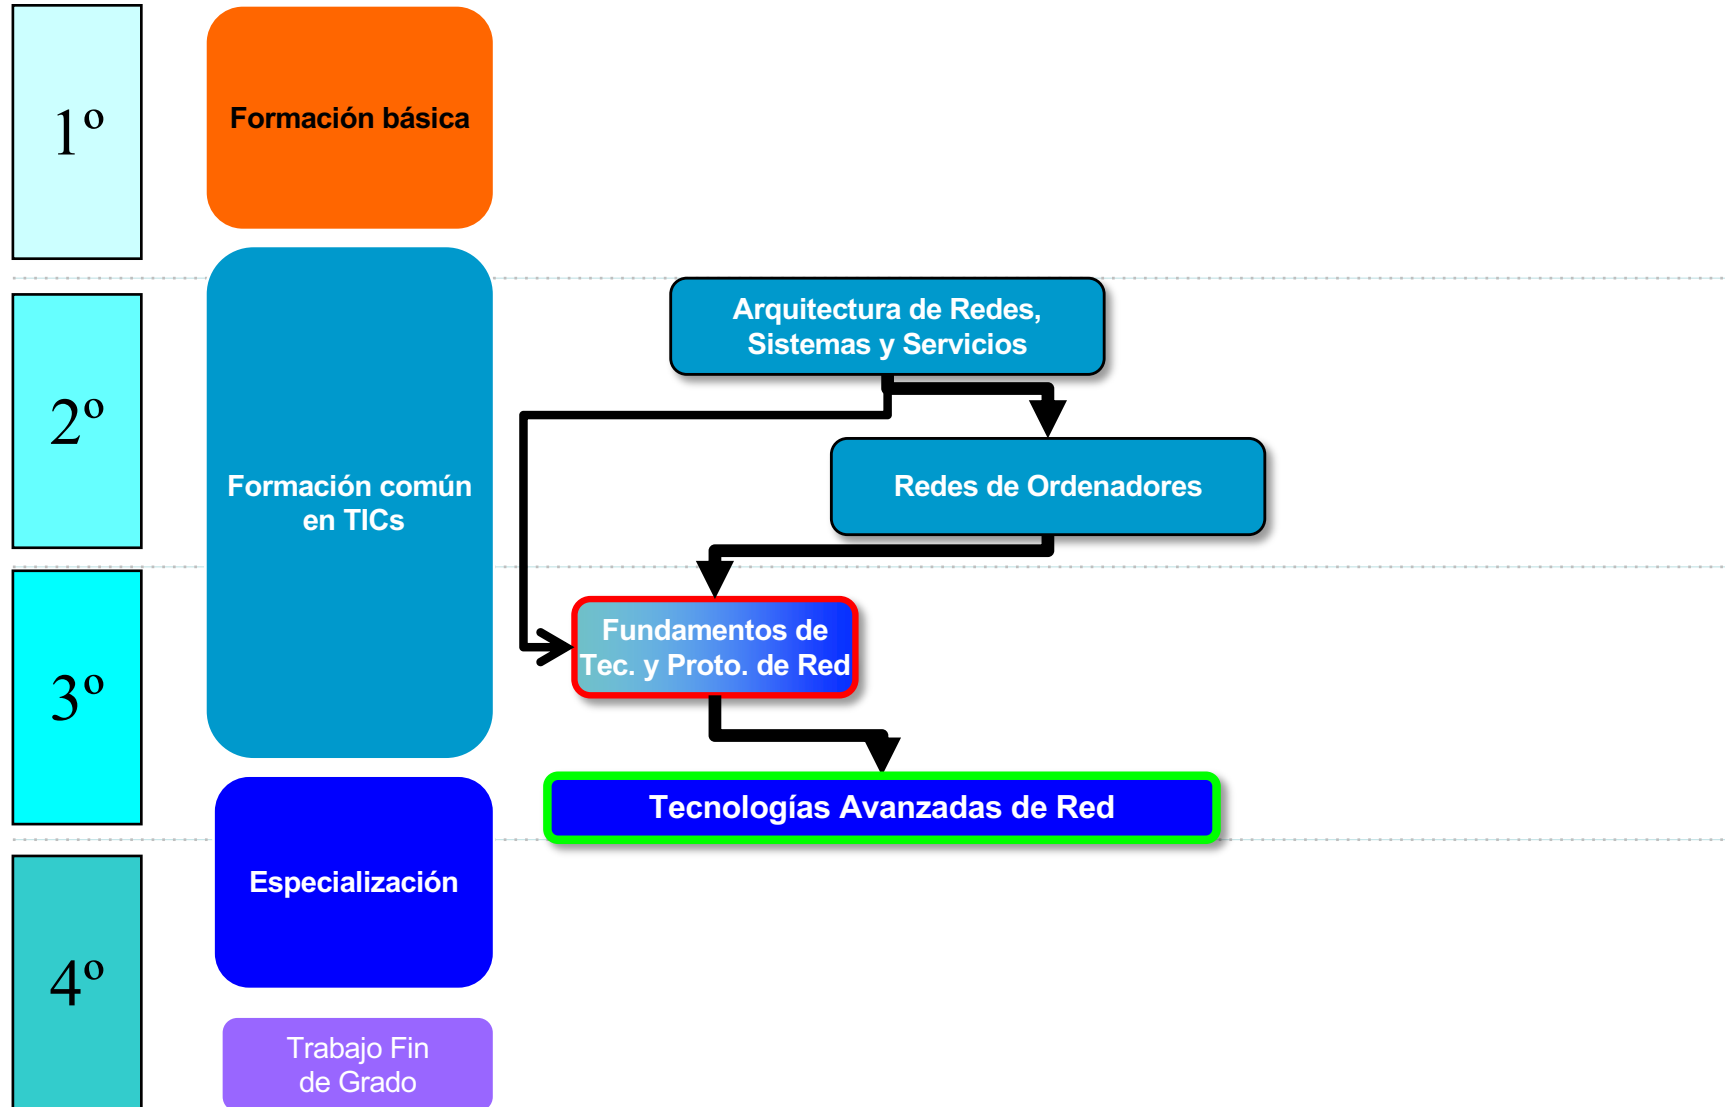 1º
Formación básica
2º
Arquitectura de Redes,
Sistemas y Servicios
Formación común
en TICs
Redes de Ordenadores
3º
Fundamentos de
Tec. y Proto. de Red
Tecnologías Avanzadas de Red
Especialización
4º
Trabajo Fin
de Grado